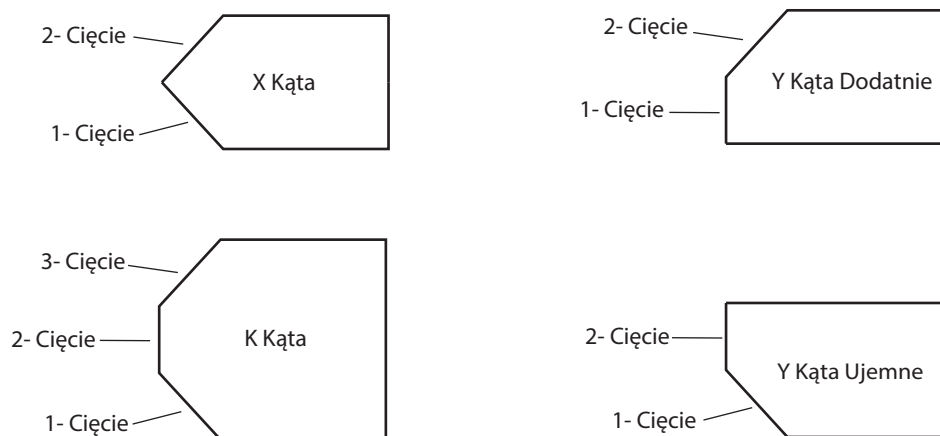 2- Cięcie
X Kąta
1- Cięcie
2- Cięcie
Y Kąta Dodatnie
1- Cięcie
3- Cięcie
2- Cięcie
K Kąta
1- Cięcie
2- Cięcie
Y Kąta Ujemne
1- Cięcie